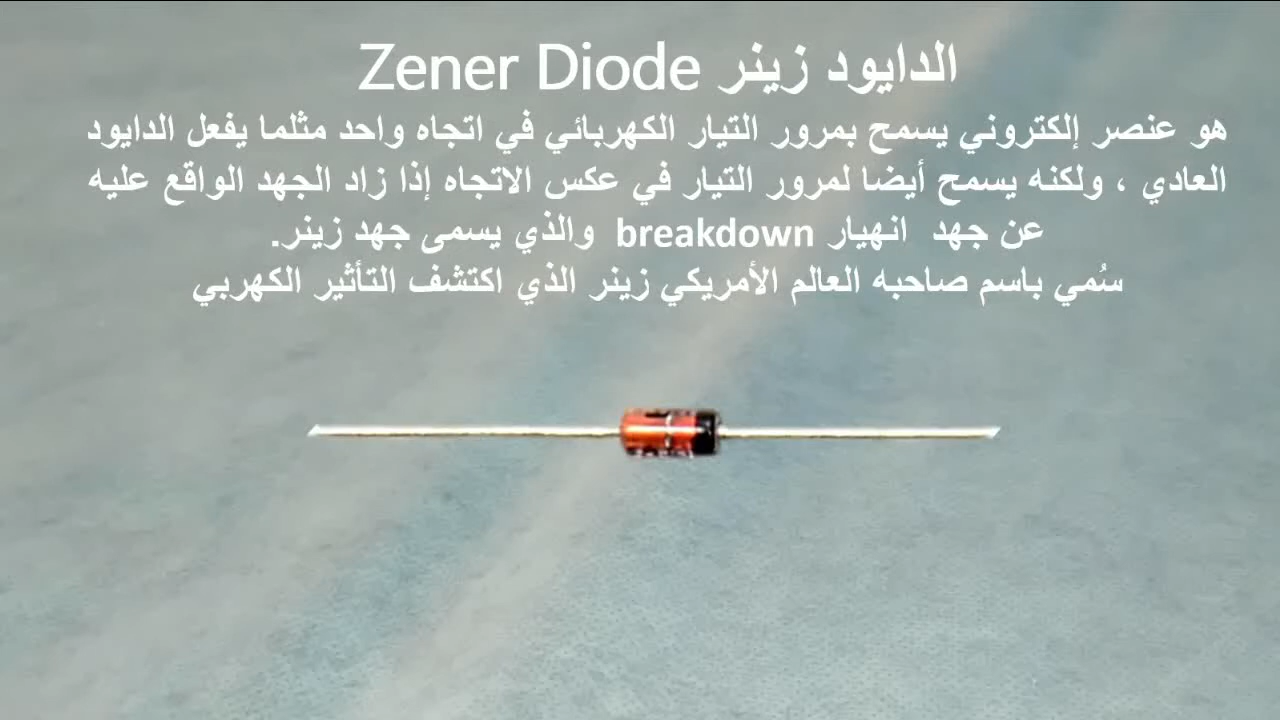 الدايود زينر Zener Diode
هو عنصر إلكتروني يسمح بمرور التيار الكهربائي في اتجاه واحد مثلما يفعل الدايود
العادي ، ولكنه يسمح أيضا لمرور التيار في عكس الاتجاه إذا زاد الجهد الواقع عليه
عن جهد انهيار breakdown والذي يسمى جهد زينر.
سُمي باسم صاحبه العالم الأمريكي زينر الذي اكتشف التأثير الكهربي